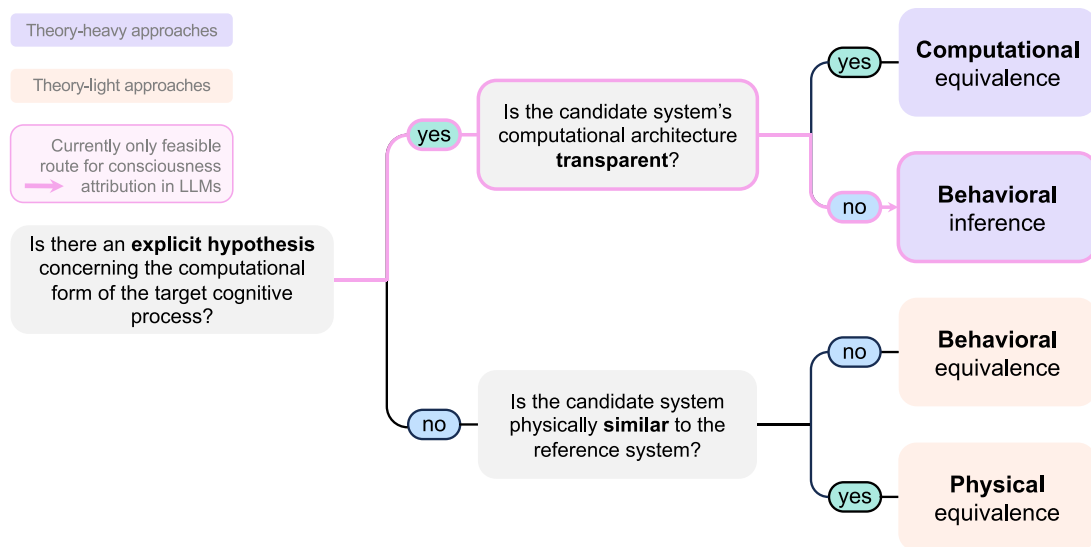 Theory-heavy approaches
Theory-light approaches
Currently only feasible
route for consciousness
attribution in LLMs
Is there an explicit hypothesis
concerning the computational
form of the target cognitive
process?
yes
no
Is the candidate system's
computational architecture
transparent?
yes
no
Computational
equivalence
Behavioral
inference
Is the candidate system
physically similar to the
reference system?
no
yes
Behavioral
equivalence
Physical
equivalence